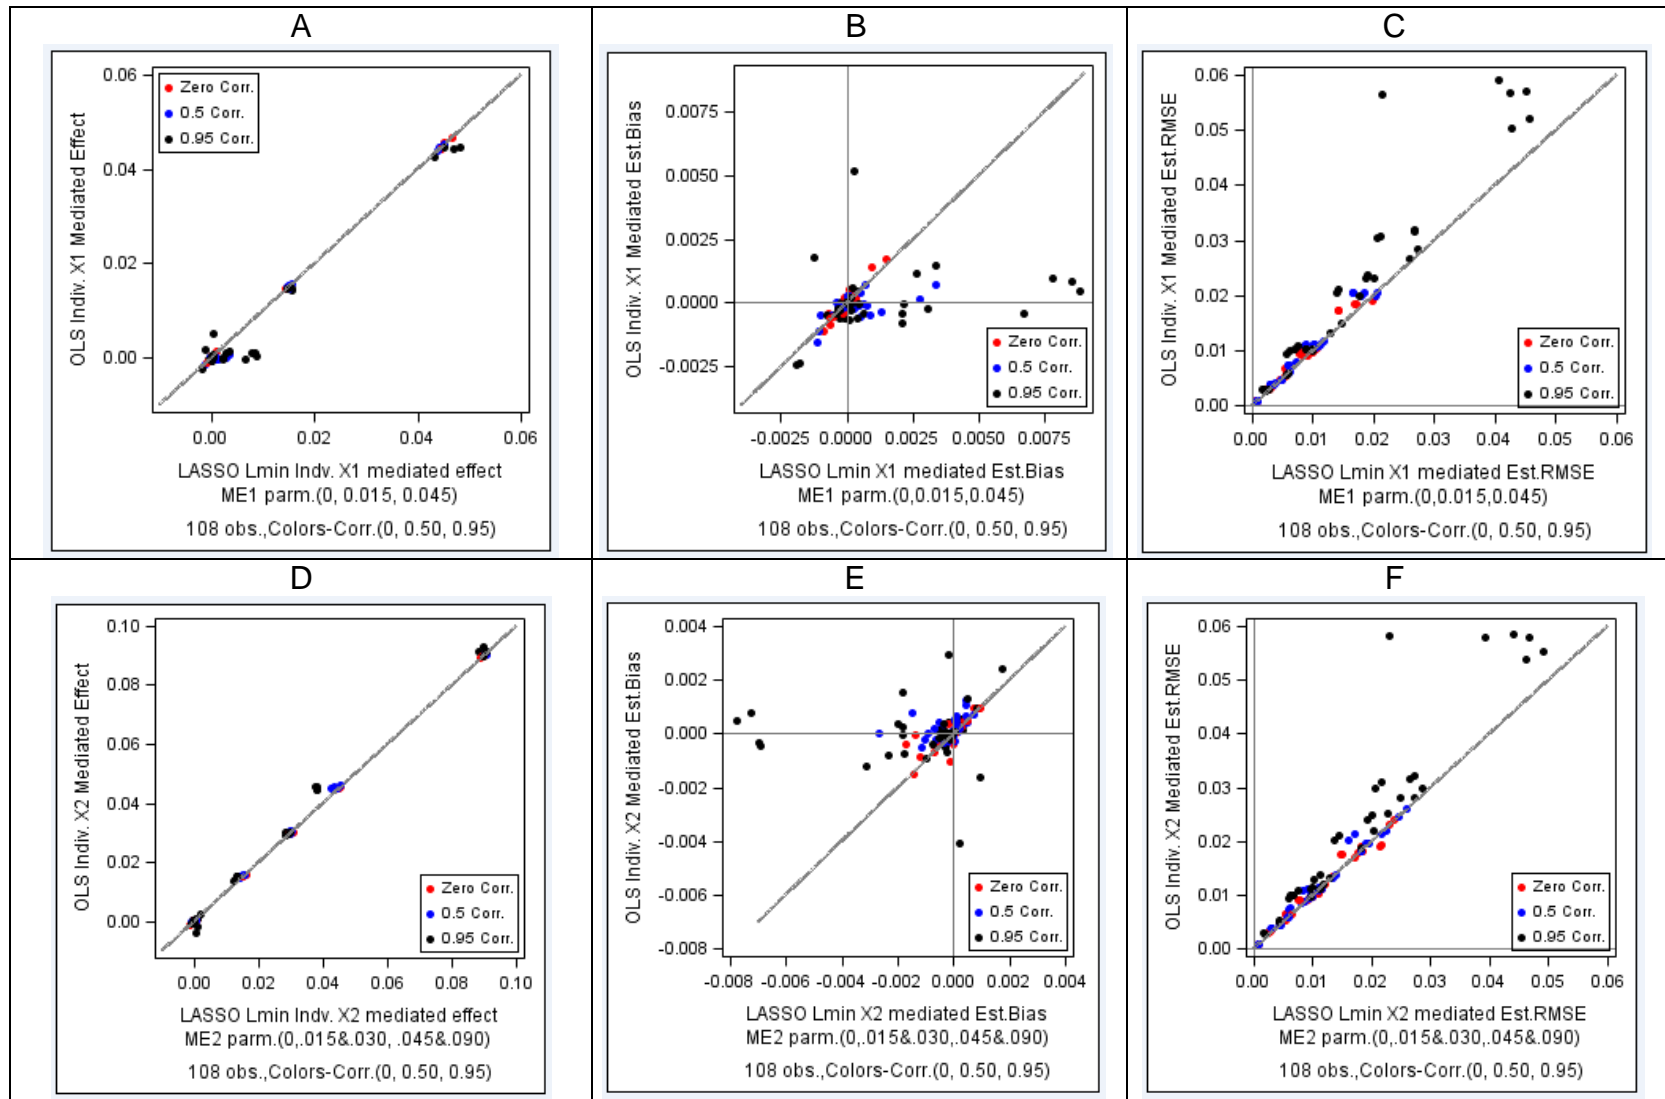 A
OLS Indiv. X1 Mediated Effect
0.06
0.04
0.02
0.00
Zero Corr.
0.5 Corr.
0.95 Corr.
0.00 0.02 0.04 0.06
LASSO Lmin Indv. X1 mediated effect
ME1 parm.(0, 0.015, 0.045)
108 obs.,Colors-Corr.(0, 0.50, 0.95)
B
OLS Indiv. X1 Mediated Est.Bias
0.0075
0.0050
0.0025
0.0000
-0.0025
Zero Corr.
0.5 Corr.
0.95 Corr.
-0.0025 0.0000 0.0025 0.0050 0.0075
LASSO Lmin X1 mediated Est.Bias
ME1 parm.(0,0.015,0.045)
108 obs.,Colors-Corr.(0, 0.50, 0.95)
C
OLS Indiv. X1 Mediated Est.RMSE
0.06
0.05
0.04
0.03
0.02
0.01
0.00
Zero Corr.
0.5 Corr.
0.95 Corr.
0.00 0.01 0.02 0.03 0.04 0.05 0.06
LASSO Lmin X1 mediated Est.RMSE
ME1 parm.(0,0.015,0.045)
108 obs.,Colors-Corr.(0, 0.50, 0.95)
D
OLS Indiv. X2 Mediated Effect
0.10
0.08
0.06
0.04
0.02
0.00
Zero Corr.
0.5 Corr.
0.95 Corr.
0.00 0.02 0.04 0.06 0.08 0.10
LASSO Lmin Indv. X2 mediated effect
ME2 parm.(0,.015&.030, .045&.090)
108 obs.,Colors-Corr.(0, 0.50, 0.95)
E
OLS Indiv. X2 Mediated Est.Bias
0.004
0.002
0.000
-0.002
-0.004
-0.006
-0.008
Zero Corr.
0.5 Corr.
0.95 Corr.
-0.008 -0.006 -0.004 -0.002 0.000 0.002 0.004
LASSO Lmin X2 mediated Est.Bias
ME2 parm.(0,.015&.030,.045&.090)
108 obs.,Colors-Corr.(0, 0.50, 0.95)
F
OLS Indiv. X2 Mediated Est.RMSE
0.06
0.05
0.04
0.03
0.02
0.01
0.00
Zero Corr.
0.5 Corr.
0.95 Corr.
0.00 0.01 0.02 0.03 0.04 0.05 0.06
LASSO Lmin X2 mediated Est.RMSE
ME2 parm.(0,.015&.030,.045&.090)
108 obs.,Colors-Corr.(0, 0.50, 0.95)